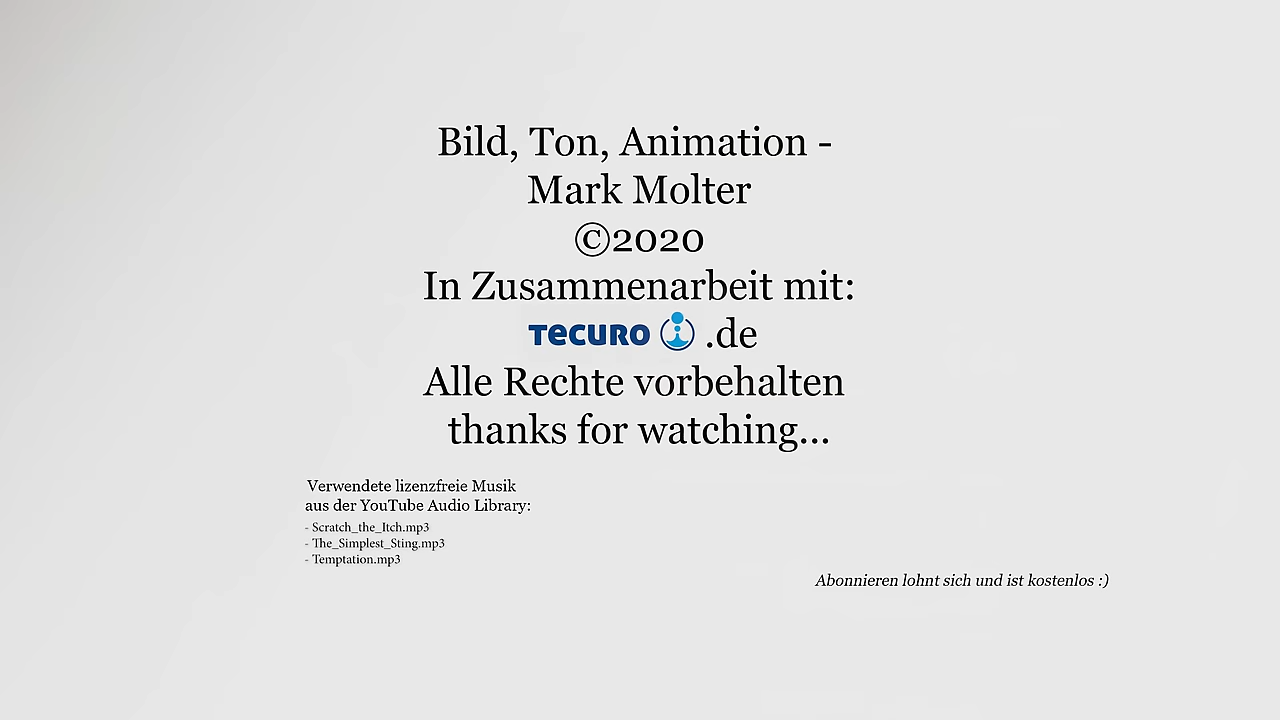 Bild, Ton, Animation -
Mark Molter
©2020
In Zusammenarbeit mit:
TeCURO i .de
Alle Rechte vorbehalten
thanks for watching...
Verwendete lizenzfreie Musik
aus der YouTube Audio Library:
- Scratch_the_Itch.mp3
- The_Simplest_Sting.mp3
- Temptation.mp3
Abonnieren lohnt sich und ist kostenlos :)